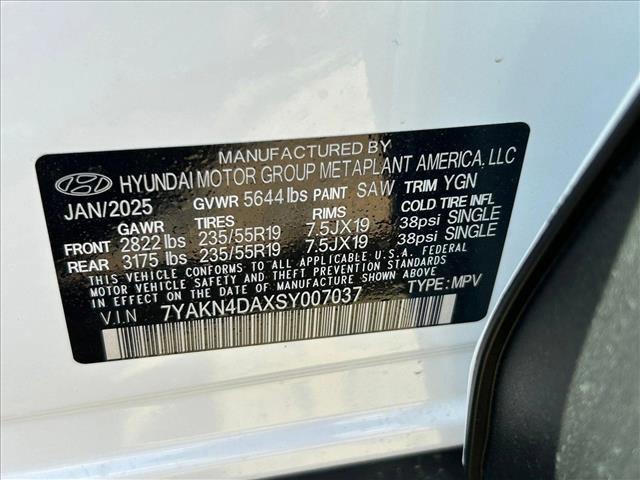 MANUFACTURED BY
HYUNDAI MOTOR GROUP METAPLANT AMERICA, LLC
JAN/2025 GVWR 5644 lbs PAINT SAW TRIM YGN
GAWR TIRES RIMS COLD TIRE INFL
FRONT 2822 lbs 235/55R19 7.5JX19 38psi SINGLE
REAR 3175 lbs 235/55R19 7.5JX19 38psi SINGLE
THIS VEHICLE CONFORMS TO ALL APPLICABLE U.S.A. FEDERAL
MOTOR VEHICLE SAFETY AND THEFT PREVENTION STANDARDS
IN EFFECT ON THE DATE OF MANUFACTURE SHOWN ABOVE.
V.I.N 7YAKN4DAXSY007037 TYPE: MPV